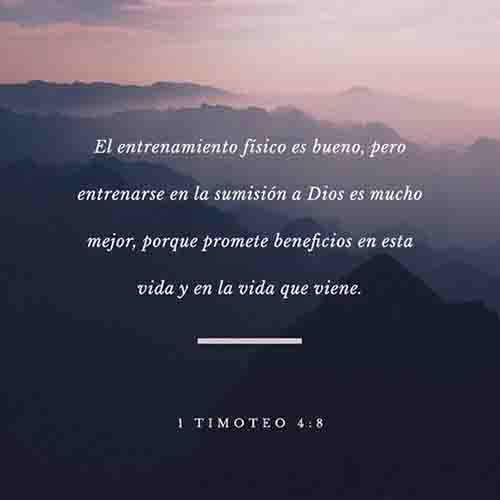 El entrenamiento físico es bueno, pero
entrenarse en la sumisión a Dios es mucho
mejor, porque promete beneficios en esta
vida y en la vida que viene.
1 TIMOTEO 4:8